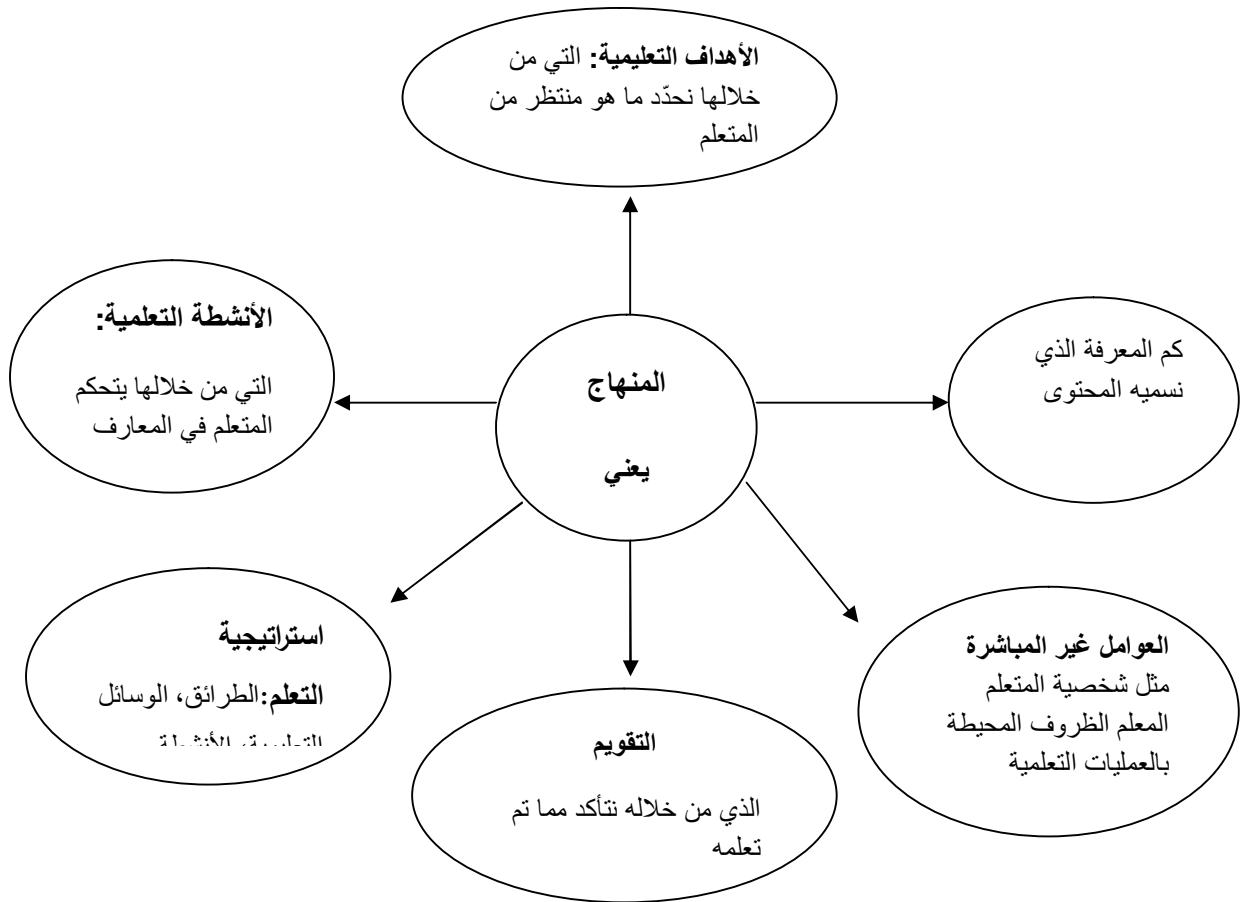 الأهداف التعليمية: التي من
خلالها نحدّد ما هو منتظر من
المتعلم
كم المعرفة الذي
نسميه المحتوى
الأنشطة التعلمية:
التي من خلالها يتحكم
المتعلم في المعارف
المنهاج
يعني
العوامل غير المباشرة
مثل شخصية المتعلم
المعلم الظروف المحيطة
بالعمليات التعلمية
استراتيجية
التعلم:الطرائق، الوسائل
التقويم
الذي من خلاله نتأكد مما تم
تعلمه